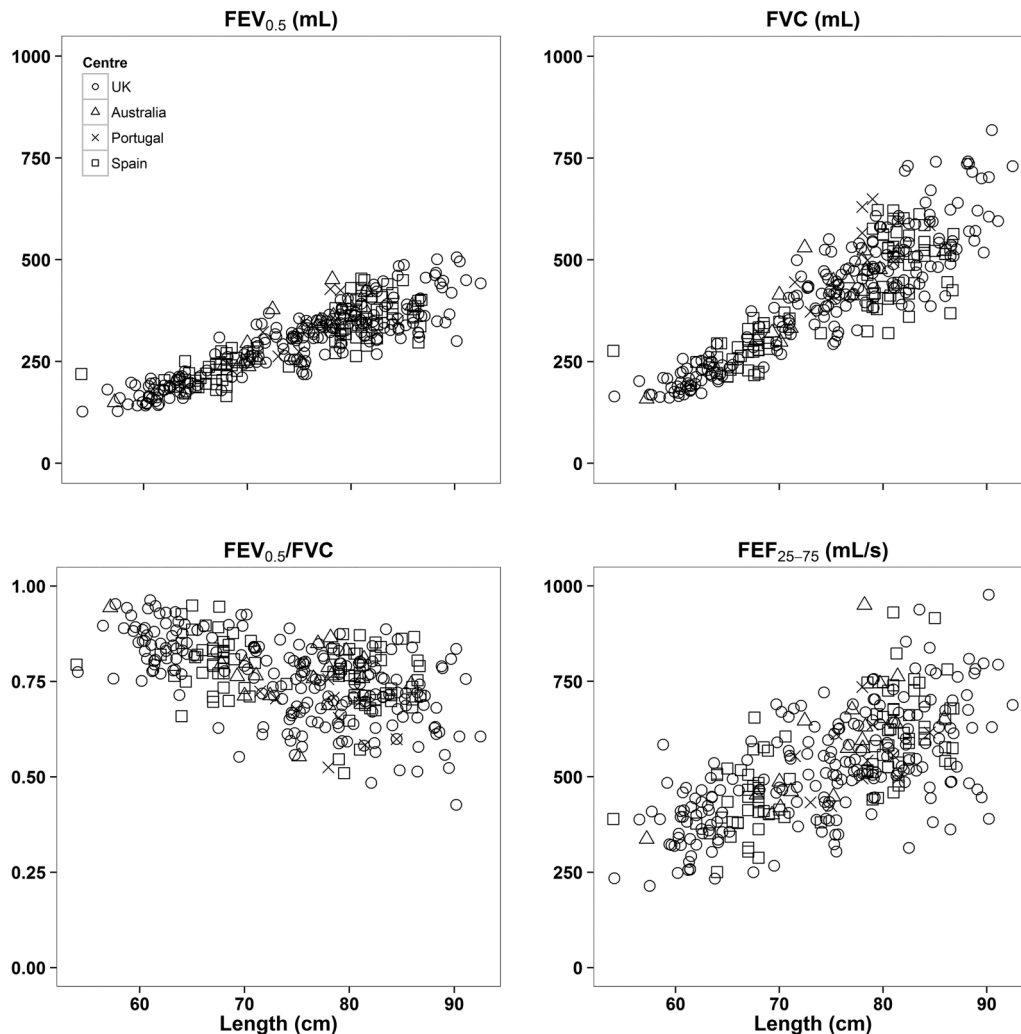 FEV0.5 (mL)
1000
750
500
250
0
Centre
UK
Australia
Portugal
Spain
FVC (mL)
1000
750
500
250
0
FEV0.5/FVC
1.00
0.75
0.50
0.25
0.00
60 70 80 90
Length (cm)
FEF25–75 (mL/s)
1000
750
500
250
0
60 70 80 90
Length (cm)